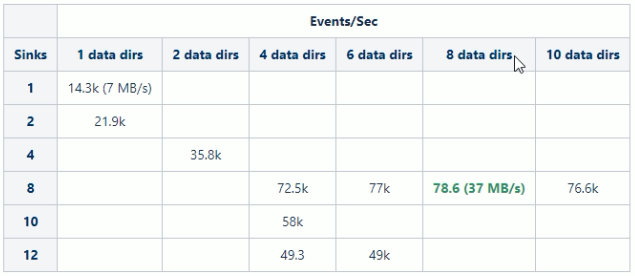 Events/Sec
Sinks 1 data dirs 2 data dirs 4 data dirs 6 data dirs 8 data dirs 10 data dirs
1 14.3k (7 MB/s)
2 21.9k
4 35.8k
8 72.5k 77k 78.6 (37 MB/s) 76.6k
10 58k
12 49.3 49k